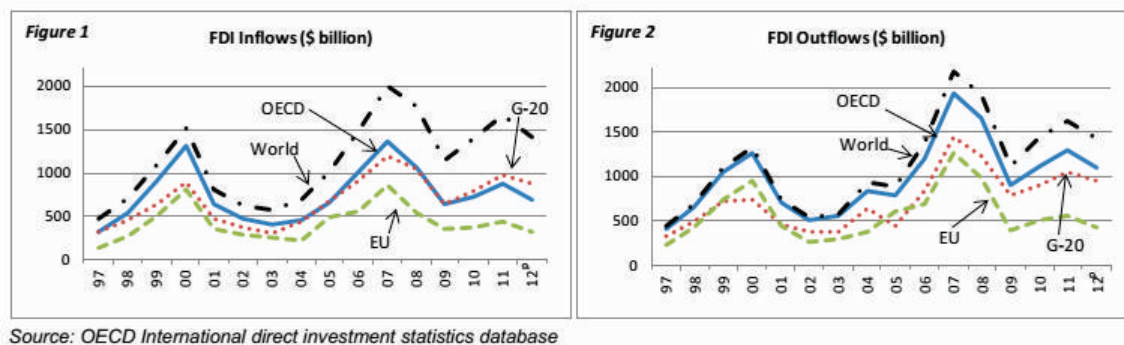 Figure 1
FDI Inflows ($ billion)
2000
1500
1000
500
0
OECD
World
G-20
EU
97 98 99 00 01 02 03 04 05 06 07 08 09 10 11 12p
Figure 2
FDI Outflows ($ billion)
2000
1500
1000
500
0
OECD
World
EU
G-20
97 98 99 00 01 02 03 04 05 06 07 08 09 10 11 12p
Source: OECD International direct investment statistics database